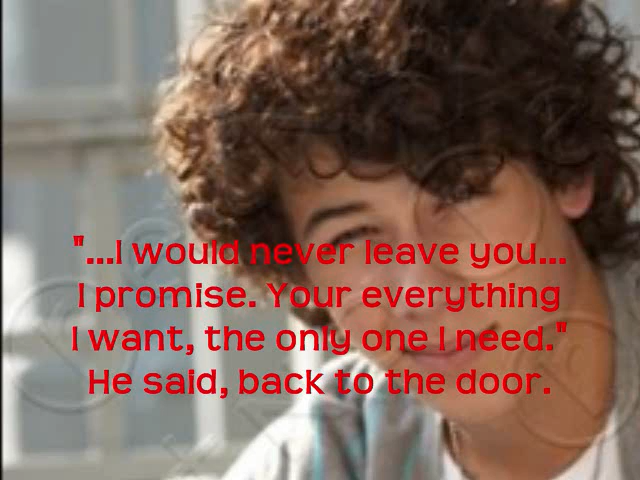 "...I would never leave you...
I promise. Your everything
I want, the only one I need."
He said, back to the door.